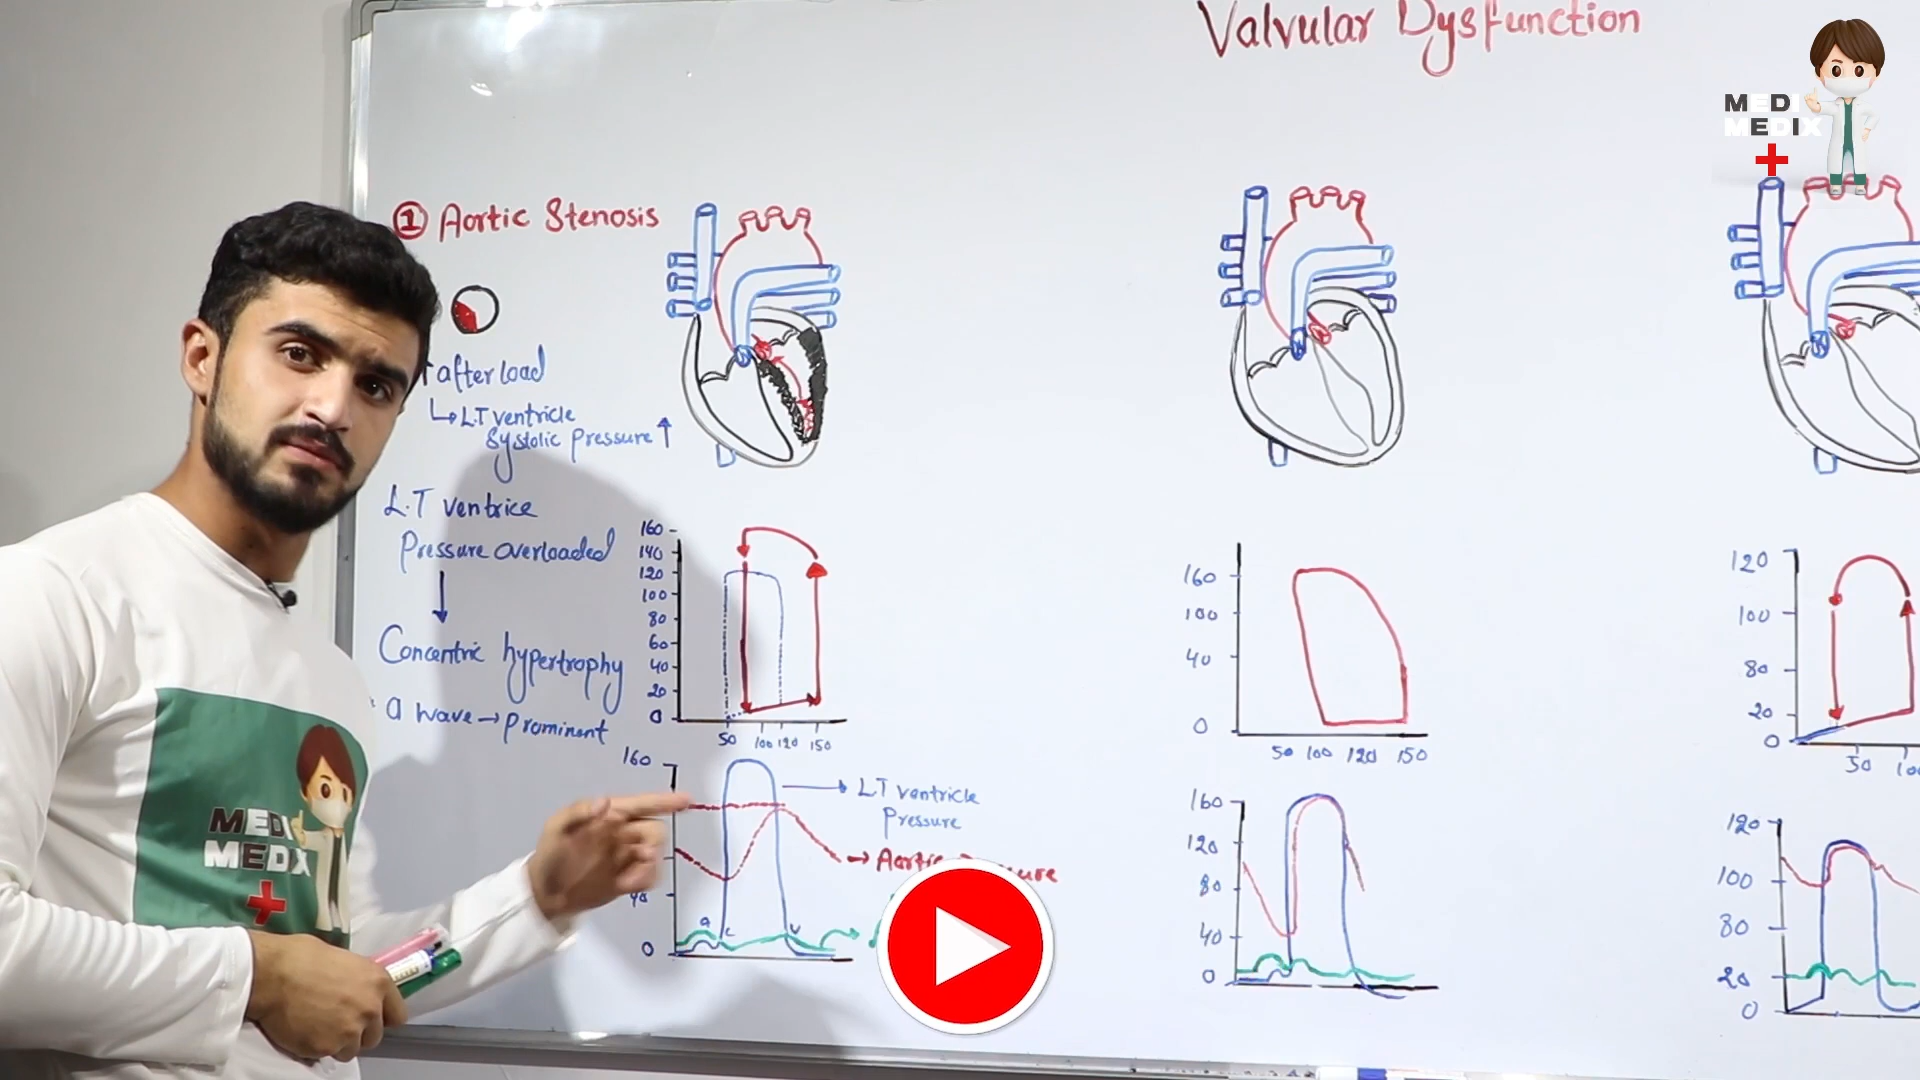 Valvular Dysfunction
MEDI
MEDIX
① Aortic Stenosis
↑ after load
↳ LT ventricle
systolic pressure ↑
L.T ventrice
Pressure overloaded
↓
Concentric hypertrophy
a wave → prominent
160
140
120
100
80
60
40
20
0
50 100 120 150
160
100
40
0
50 100 120 150
120
100
80
20
0
50
160
40
0
a c v
→ LT ventricle
Pressure
→
160
120
80
40
0
120
100
80
20
0
MEDI
MEDIX